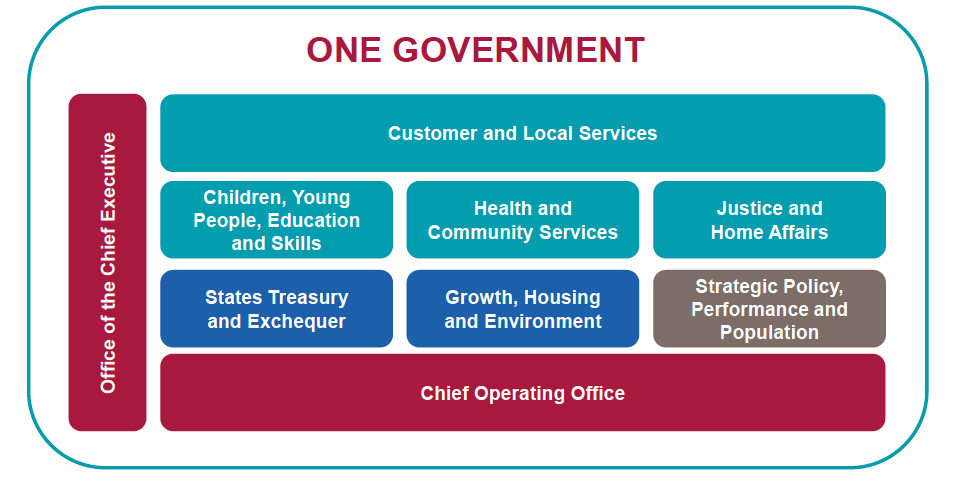 ONE GOVERNMENT
Office of the Chief Executive
Customer and Local Services
Children, Young
People, Education
and Skills
Health and
Community Services
Justice and
Home Affairs
States Treasury
and Exchequer
Growth, Housing
and Environment
Strategic Policy,
Performance and
Population
Chief Operating Office